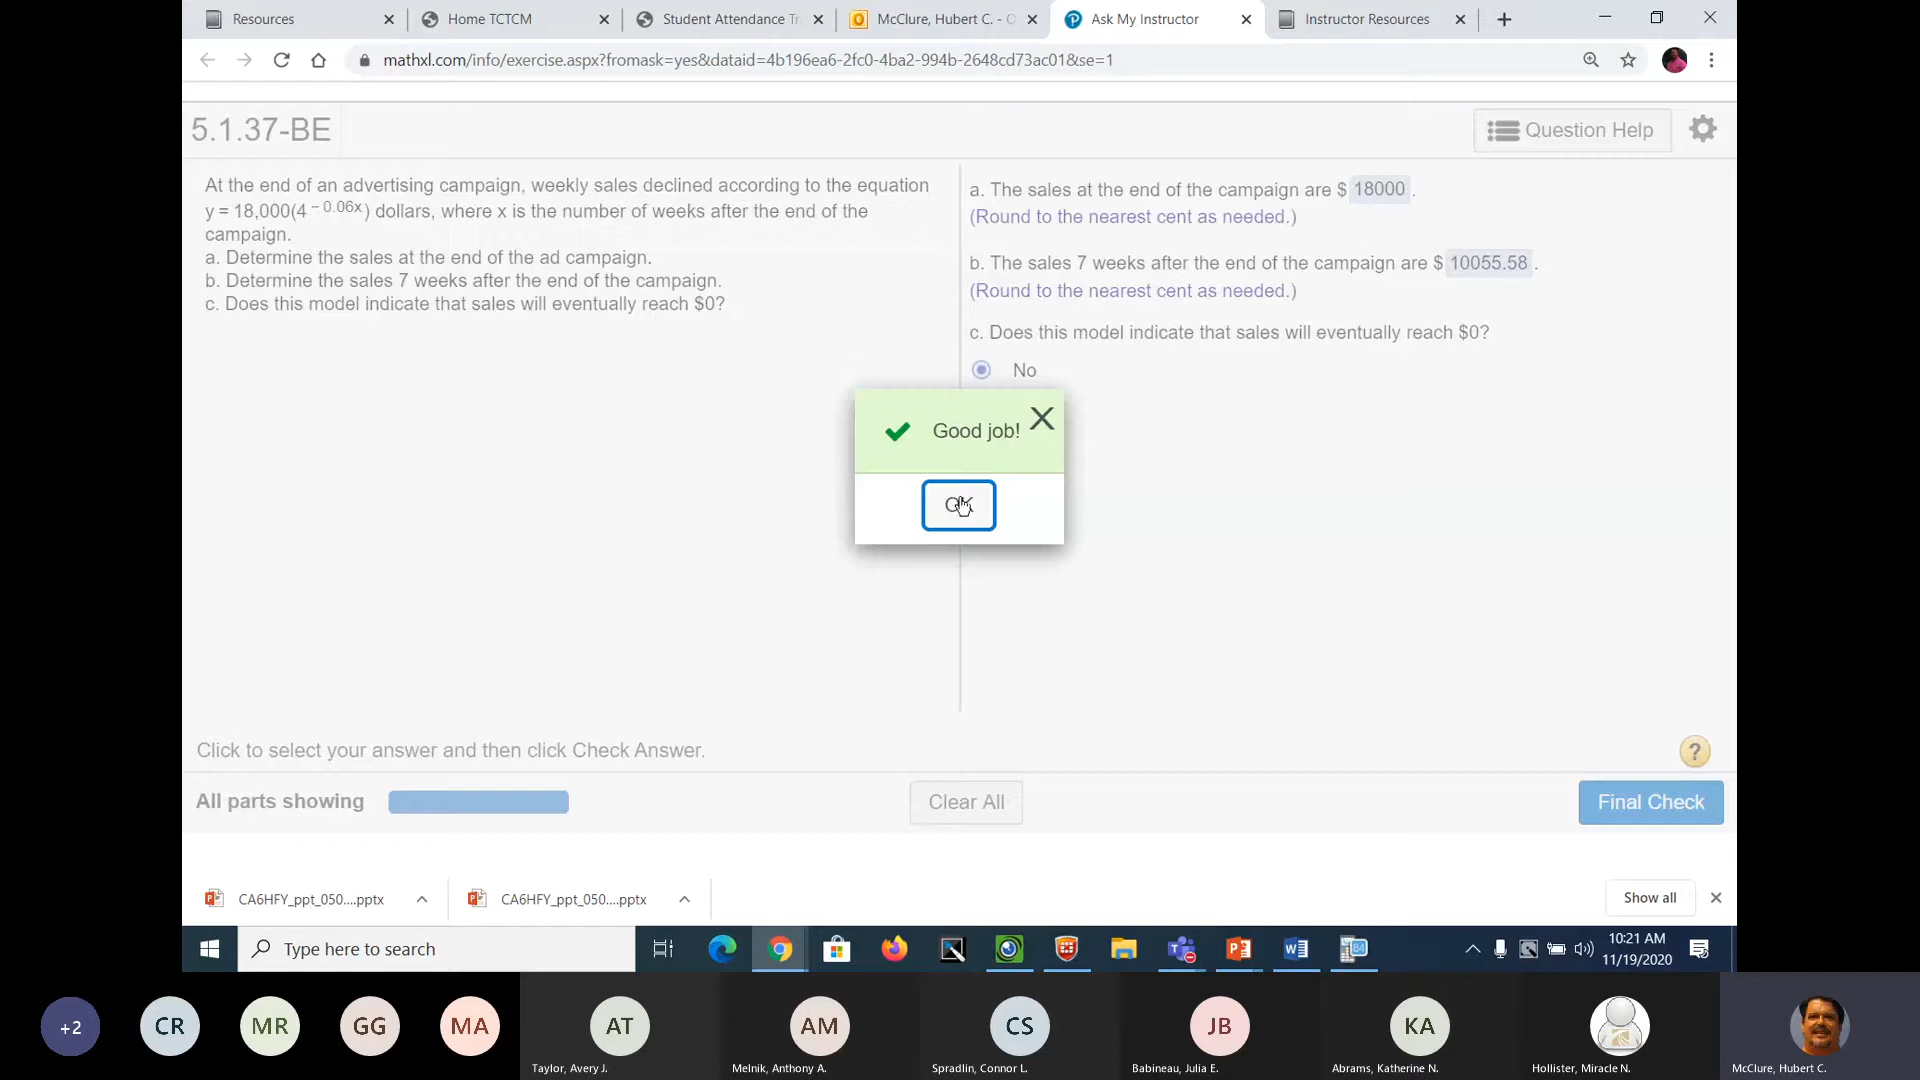 Resources
Home TCTCM
Student Attendance Tr
McClure, Hubert C. - O
Ask My Instructor
Instructor Resources
mathxl.com/info/exercise.aspx?fromask=yes&dataid=4b196ea6-2fc0-4ba2-994b-2648cd73ac01&se=1
5.1.37-BE
Question Help
At the end of an advertising campaign, weekly sales declined according to the equation
y = 18,000(4 − 0.06x) dollars, where x is the number of weeks after the end of the
campaign.
a. Determine the sales at the end of the ad campaign.
b. Determine the sales 7 weeks after the end of the campaign.
c. Does this model indicate that sales will eventually reach $0?
a. The sales at the end of the campaign are $ 18000 .
(Round to the nearest cent as needed.)
b. The sales 7 weeks after the end of the campaign are $ 10055.58 .
(Round to the nearest cent as needed.)
c. Does this model indicate that sales will eventually reach $0?
No
Good job!
OK
Click to select your answer and then click Check Answer.
?
All parts showing
Clear All
Final Check
CA6HFY_ppt_050....pptx
CA6HFY_ppt_050....pptx
Show all
Type here to search
10:21 AM
11/19/2020
+2
CR
MR
GG
MA
AT
AM
CS
JB
KA
Taylor, Avery J.
Melnik, Anthony A.
Spradlin, Connor L.
Babineau, Julia E.
Abrams, Katherine N.
Hollister, Miracle N.
McClure, Hubert C.